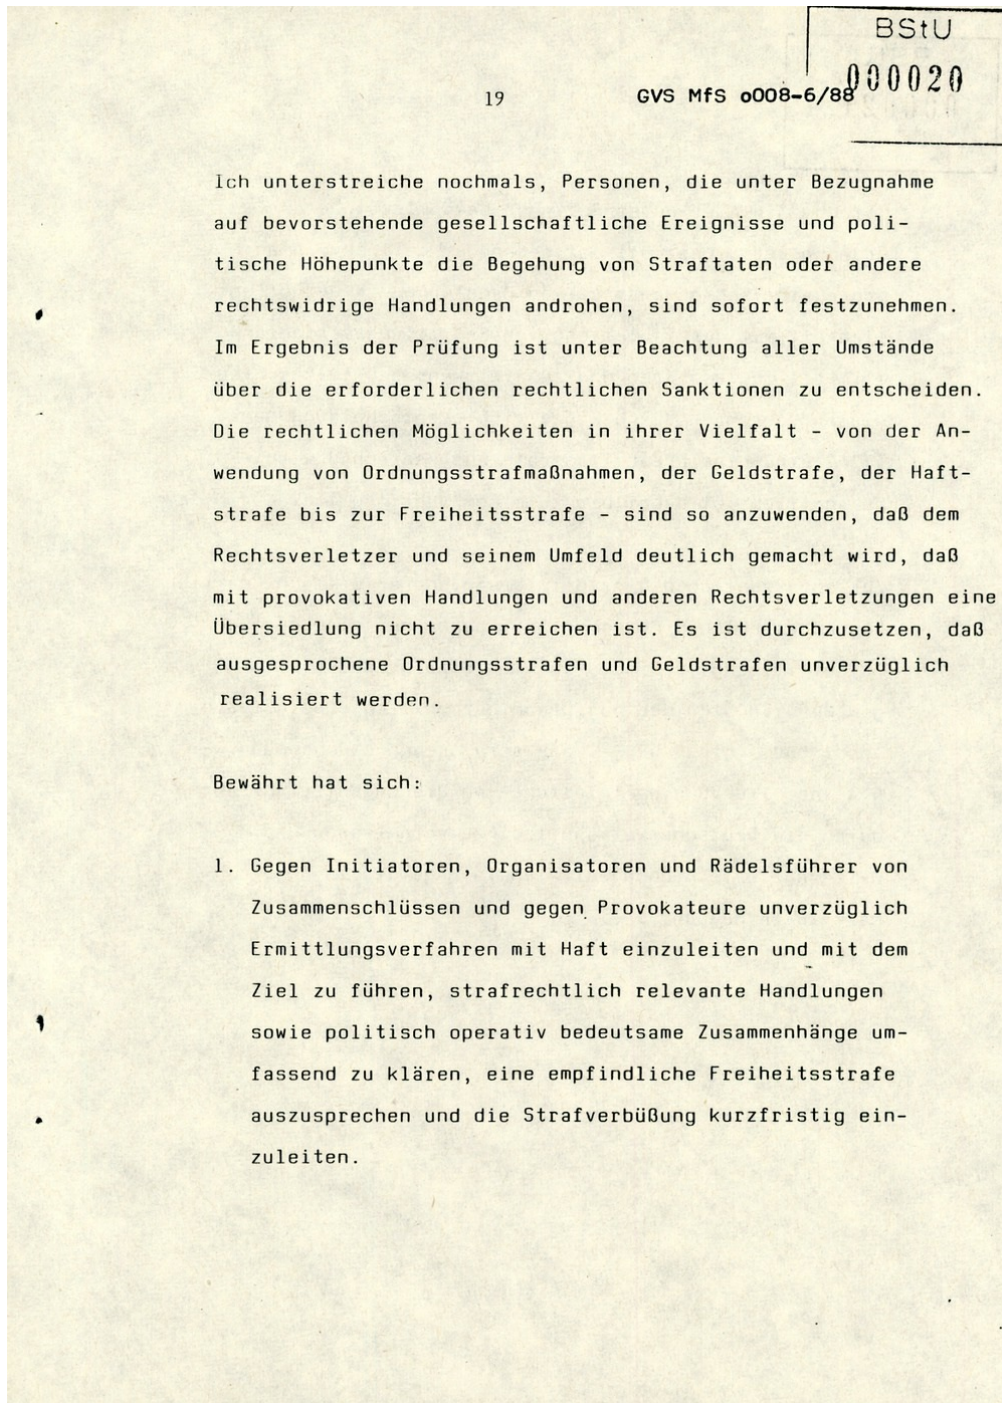 BStU
000020
19 GVS MfS o008-6/88
Ich unterstreiche nochmals, Personen, die unter Bezugnahme
auf bevorstehende gesellschaftliche Ereignisse und poli-
tische Höhepunkte die Begehung von Straftaten oder andere
rechtswidrige Handlungen androhen, sind sofort festzunehmen.
Im Ergebnis der Prüfung ist unter Beachtung aller Umstände
über die erforderlichen rechtlichen Sanktionen zu entscheiden.
Die rechtlichen Möglichkeiten in ihrer Vielfalt - von der An-
wendung von Ordnungsstrafmaßnahmen, der Geldstrafe, der Haft-
strafe bis zur Freiheitsstrafe - sind so anzuwenden, daß dem
Rechtsverletzer und seinem Umfeld deutlich gemacht wird, daß
mit provokativen Handlungen und anderen Rechtsverletzungen eine
Übersiedlung nicht zu erreichen ist. Es ist durchzusetzen, daß
ausgesprochene Ordnungsstrafen und Geldstrafen unverzüglich
realisiert werden.
Bewährt hat sich:
1. Gegen Initiatoren, Organisatoren und Rädelsführer von
Zusammenschlüssen und gegen Provokateure unverzüglich
Ermittlungsverfahren mit Haft einzuleiten und mit dem
Ziel zu führen, strafrechtlich relevante Handlungen
sowie politisch operativ bedeutsame Zusammenhänge um-
fassend zu klären, eine empfindliche Freiheitsstrafe
auszusprechen und die Strafverbüßung kurzfristig ein-
zuleiten.